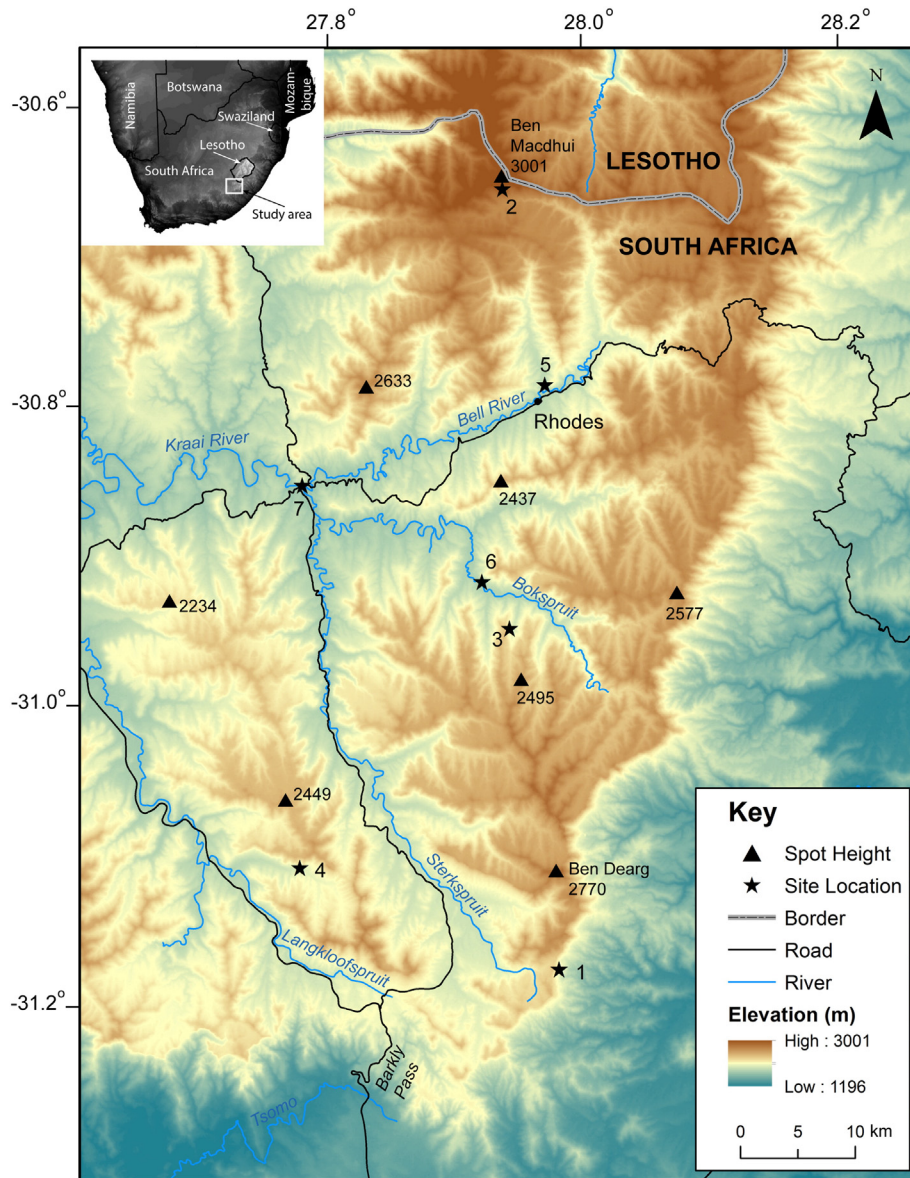 27.8°
28.0°
28.2°
-30.6°
-30.8°
-31.0°
-31.2°
Namibia
Botswana
Mozam-
bique
Swaziland
Lesotho
South Africa
Study area
N
Ben
Macdhui
3001
2
LESOTHO
SOUTH AFRICA
2633
5
Bell River
Rhodes
Kraai River
7
2437
6
Bokspruit
2234
2577
3
2495
2449
4
Sterkspruit
Ben Dearg
2770
Langkloofspruit
1
Barkly
Pass
Tsomo
Key
Spot Height
Site Location
Border
Road
River
Elevation (m)
High : 3001
Low : 1196
0 5 10 km